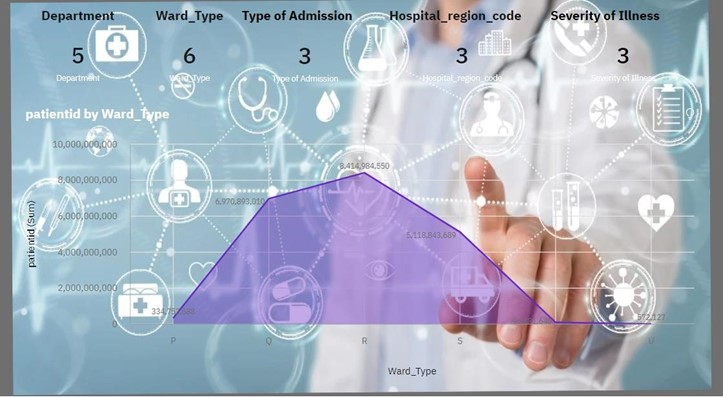 Department Ward_Type Type of Admission Hospital_region_code Severity of Illness
5 6 3 3 3
Department Ward_Type Type of Admission Hospital_region_code Severity of Illness
patientid by Ward_Type
10,000,000,000
8,414,984,550
8,000,000,000
6,970,893,010
6,000,000,000
5,118,843,669
4,000,000,000
2,000,000,000
0
patientid (Sum)
P Q R S U
Ward_Type